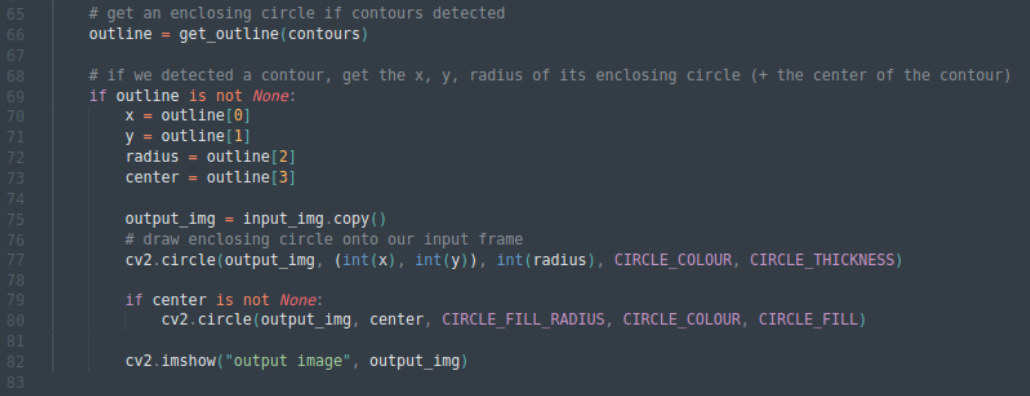 65 # get an enclosing circle if contours detected
66 outline = get_outline(contours)
67
68 # if we detected a contour, get the x, y, radius of its enclosing circle (+ the center of the contour)
69 if outline is not None:
70 x = outline[0]
71 y = outline[1]
72 radius = outline[2]
73 center = outline[3]
74
75 output_img = input_img.copy()
76 # draw enclosing circle onto our input frame
77 cv2.circle(output_img, (int(x), int(y)), int(radius), CIRCLE_COLOUR, CIRCLE_THICKNESS)
78
79 if center is not None:
80 cv2.circle(output_img, center, CIRCLE_FILL_RADIUS, CIRCLE_COLOUR, CIRCLE_FILL)
81
82 cv2.imshow("output image", output_img)
83